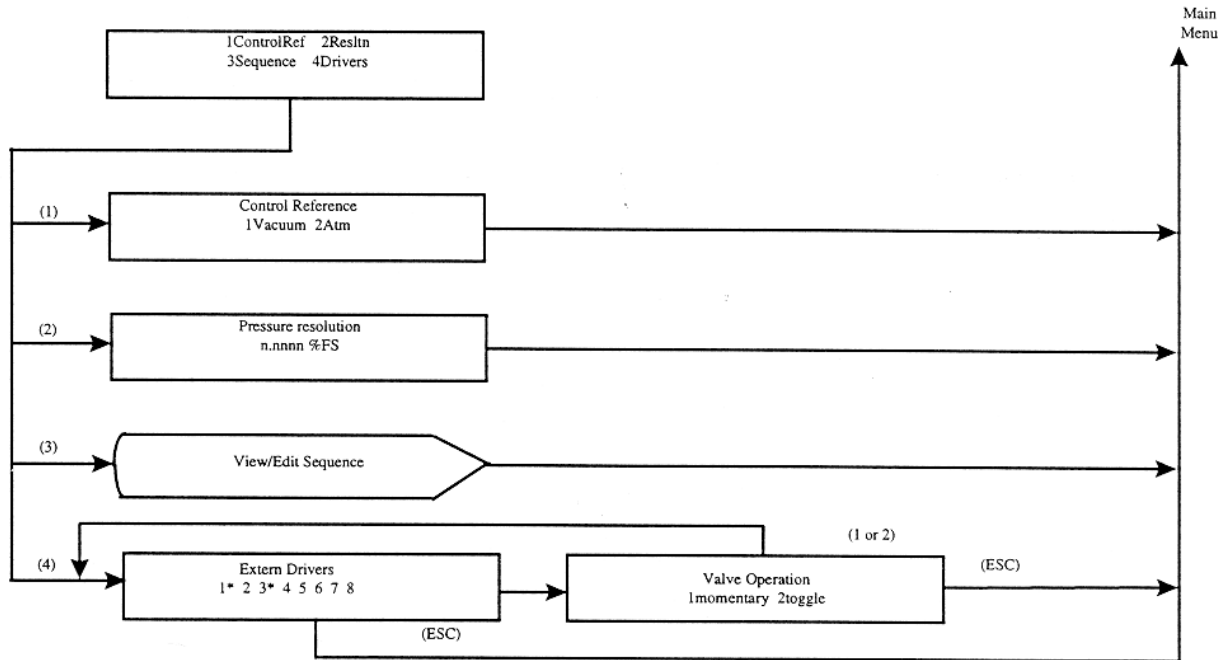 Main
Menu
1ControlRef 2Resltn
3Sequence 4Drivers
(1)
Control Reference
1Vacuum 2Atm
(2)
Pressure resolution
n.nnnn %FS
(3)
View/Edit Sequence
(1 or 2)
(4)
Extern Drivers
1* 2 3* 4 5 6 7 8
Valve Operation
1momentary 2toggle
(ESC)
(ESC)